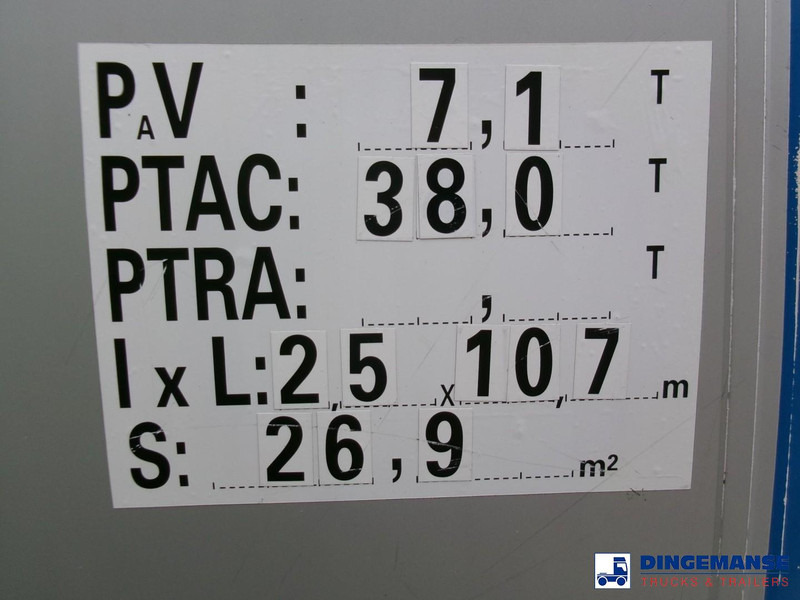 PAV : 7,1 T
PTAC: 38,0 T
PTRA: , T
l x L: 2,5 x 10,7 m
S: 26,9 m²
DINGEMANSE
TRUCKS & TRAILERS